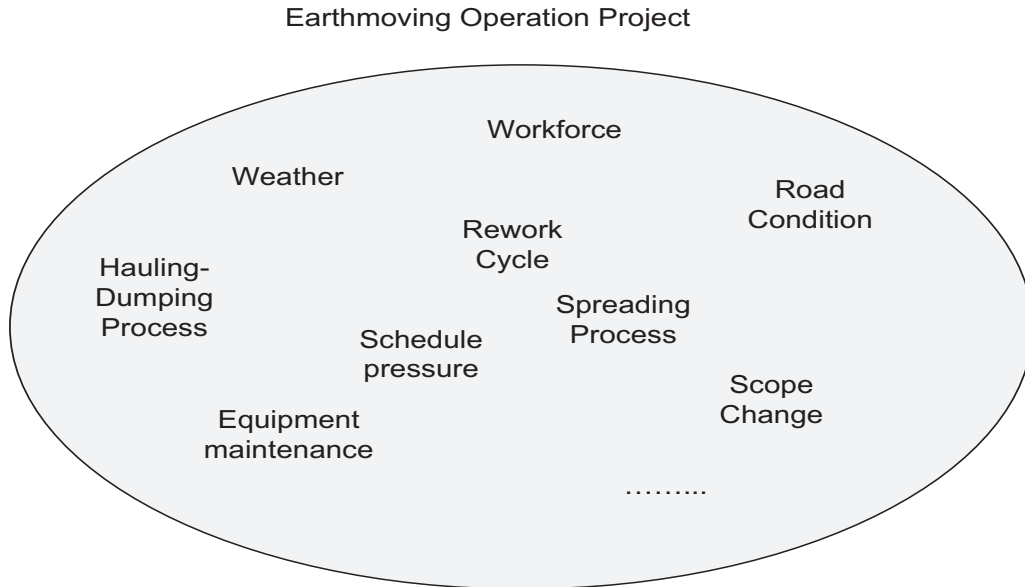 Earthmoving Operation Project
Workforce
Weather
Road
Condition
Rework
Cycle
Hauling-
Dumping
Process
Spreading
Process
Schedule
pressure
Scope
Change
Equipment
maintenance
.........